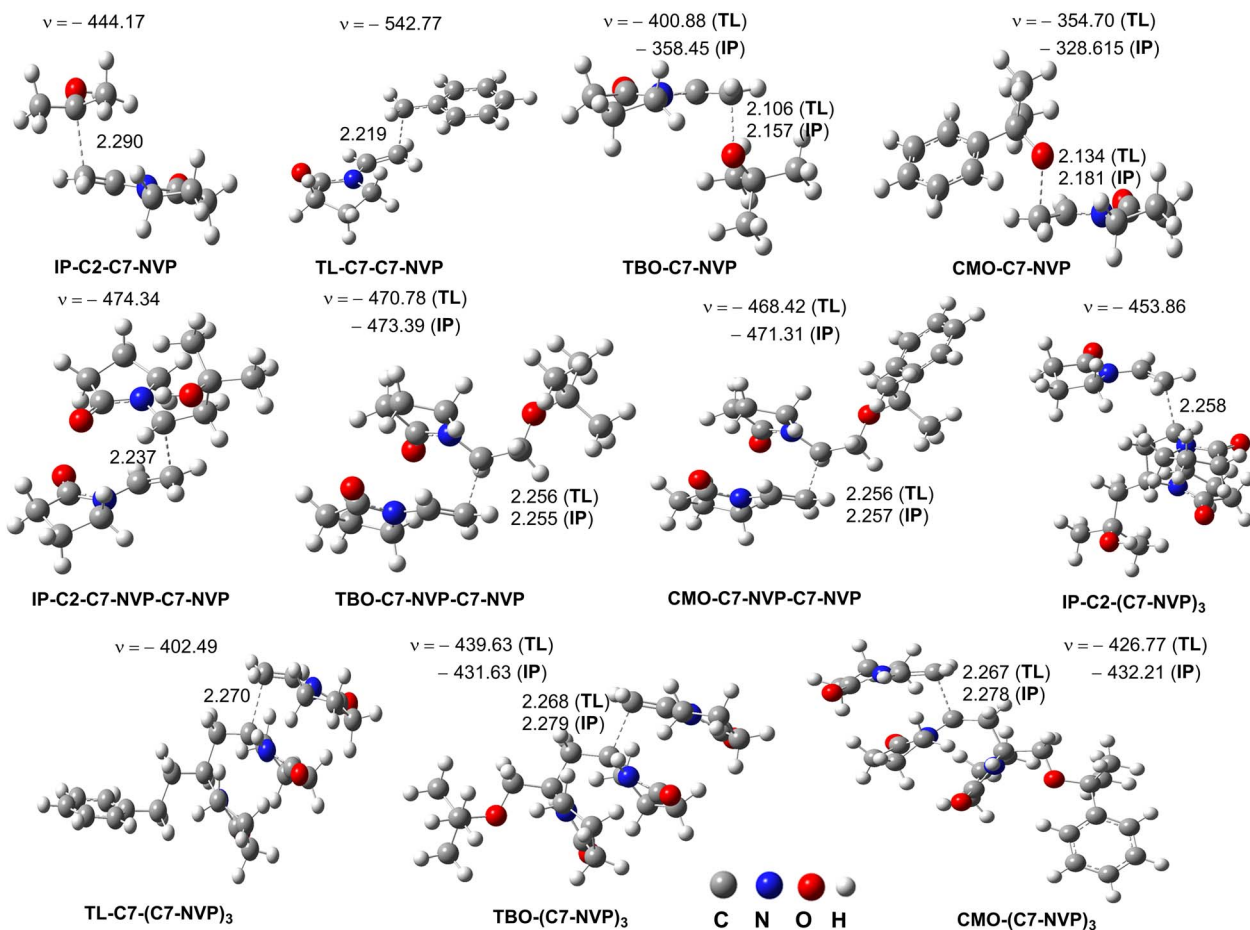 ν = − 444.17
2.290
IP-C2-C7-NVP
ν = − 542.77
2.219
TL-C7-C7-NVP
ν = − 400.88 (TL)
− 358.45 (IP)
2.106 (TL)
2.157 (IP)
TBO-C7-NVP
ν = − 354.70 (TL)
− 328.615 (IP)
2.134 (TL)
2.181 (IP)
CMO-C7-NVP
ν = − 474.34
2.237
IP-C2-C7-NVP-C7-NVP
ν = − 470.78 (TL)
− 473.39 (IP)
2.256 (TL)
2.255 (IP)
TBO-C7-NVP-C7-NVP
ν = − 468.42 (TL)
− 471.31 (IP)
2.256 (TL)
2.257 (IP)
CMO-C7-NVP-C7-NVP
ν = − 453.86
2.258
IP-C2-(C7-NVP)₃
ν = − 402.49
2.270
TL-C7-(C7-NVP)₃
ν = − 439.63 (TL)
− 431.63 (IP)
2.268 (TL)
2.279 (IP)
TBO-(C7-NVP)₃
ν = − 426.77 (TL)
− 432.21 (IP)
2.267 (TL)
2.278 (IP)
CMO-(C7-NVP)₃
C N O H